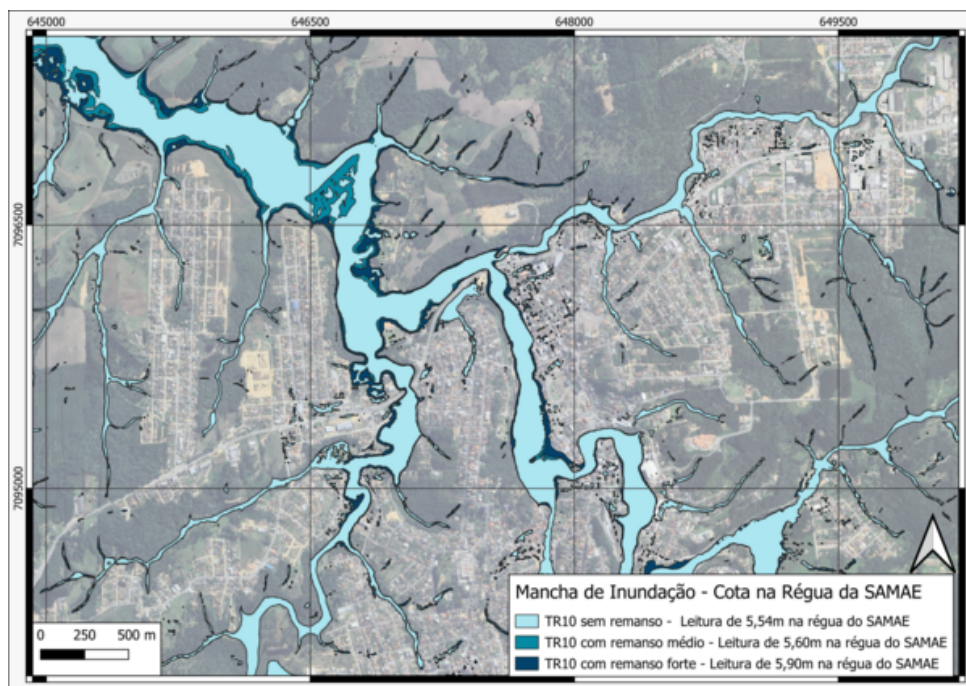 645000 646500 648000 649500
7096500
7095000
Mancha de Inundação - Cota na Régua da SAMAE
TR10 sem remanso - Leitura de 5,54m na régua do SAMAE
TR10 com remanso médio - Leitura de 5,60m na régua do SAMAE
TR10 com remanso forte - Leitura de 5,90m na régua do SAMAE
0 250 500 m